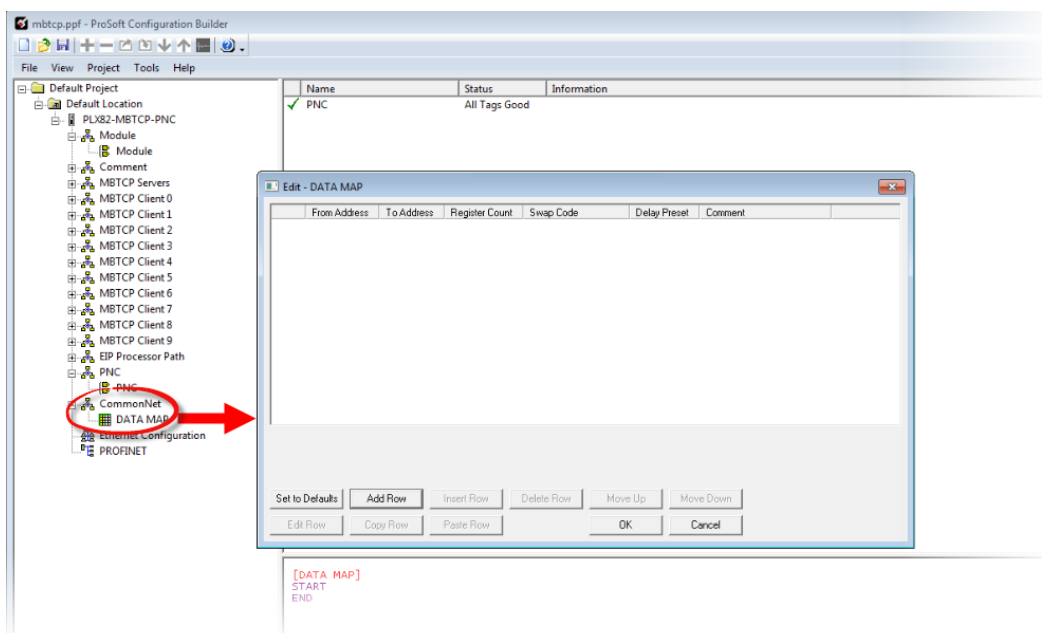 mbtcp.ppf - ProSoft Configuration Builder
File View Project Tools Help
Default Project
Default Location
PLX82-MBTCP-PNC
Module
Module
Comment
MBTCP Servers
MBTCP Client 0
MBTCP Client 1
MBTCP Client 2
MBTCP Client 3
MBTCP Client 4
MBTCP Client 5
MBTCP Client 6
MBTCP Client 7
MBTCP Client 8
MBTCP Client 9
EIP Processor Path
PNC
PNC
CommonNet
DATA MAP
Ethernet Configuration
PROFINET
Name Status Information
PNC All Tags Good
Edit - DATA MAP
From Address To Address Register Count Swap Code Delay Preset Comment
Set to Defaults Add Row Insert Row Delete Row Move Up Move Down
Edit Row Copy Row Paste Row OK Cancel
[DATA MAP]
START
END